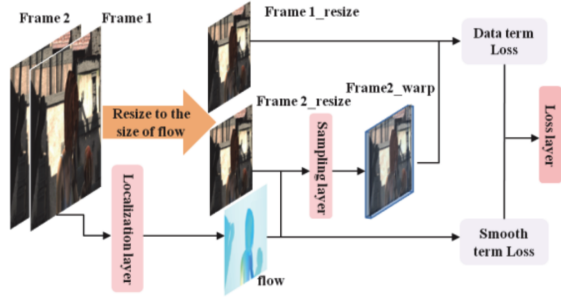 Frame 2
Frame 1
Frame 1_resize
Data term
Loss
Resize to the
size of flow
Frame 2_resize
Frame2_warp
Sampling layer
Loss layer
Localization layer
Smooth
term Loss
flow